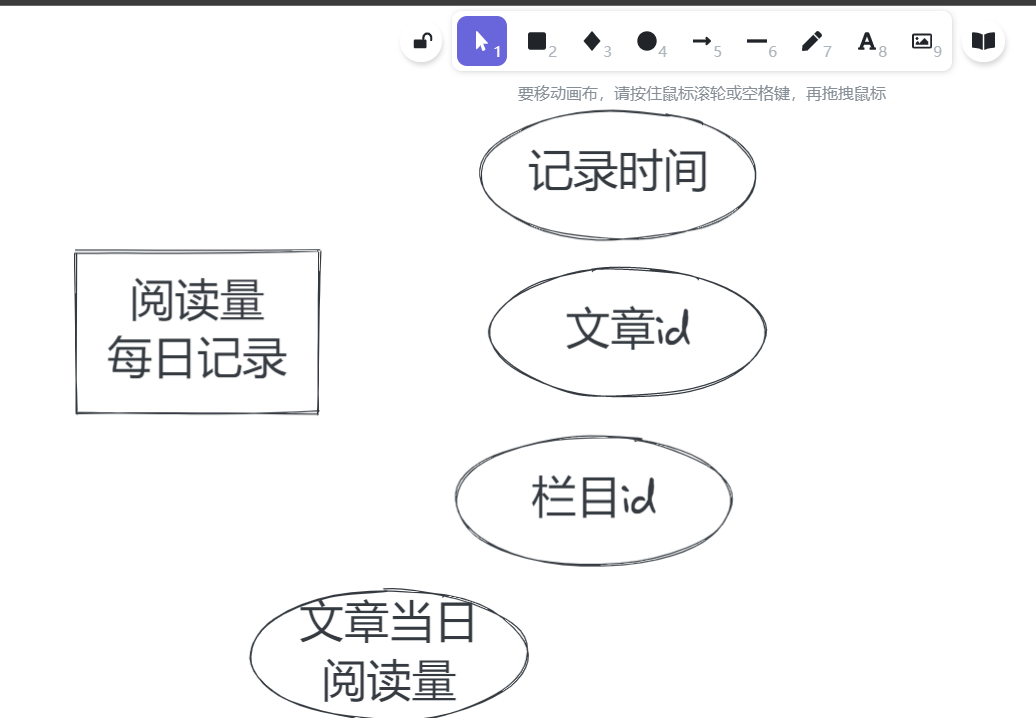 1
2
3
4
5
6
7
A 8
9
要移动画布，请按住鼠标滚轮或空格键，再拖拽鼠标
记录时间
阅读量
每日记录
文章id
栏目id
文章当日
阅读量